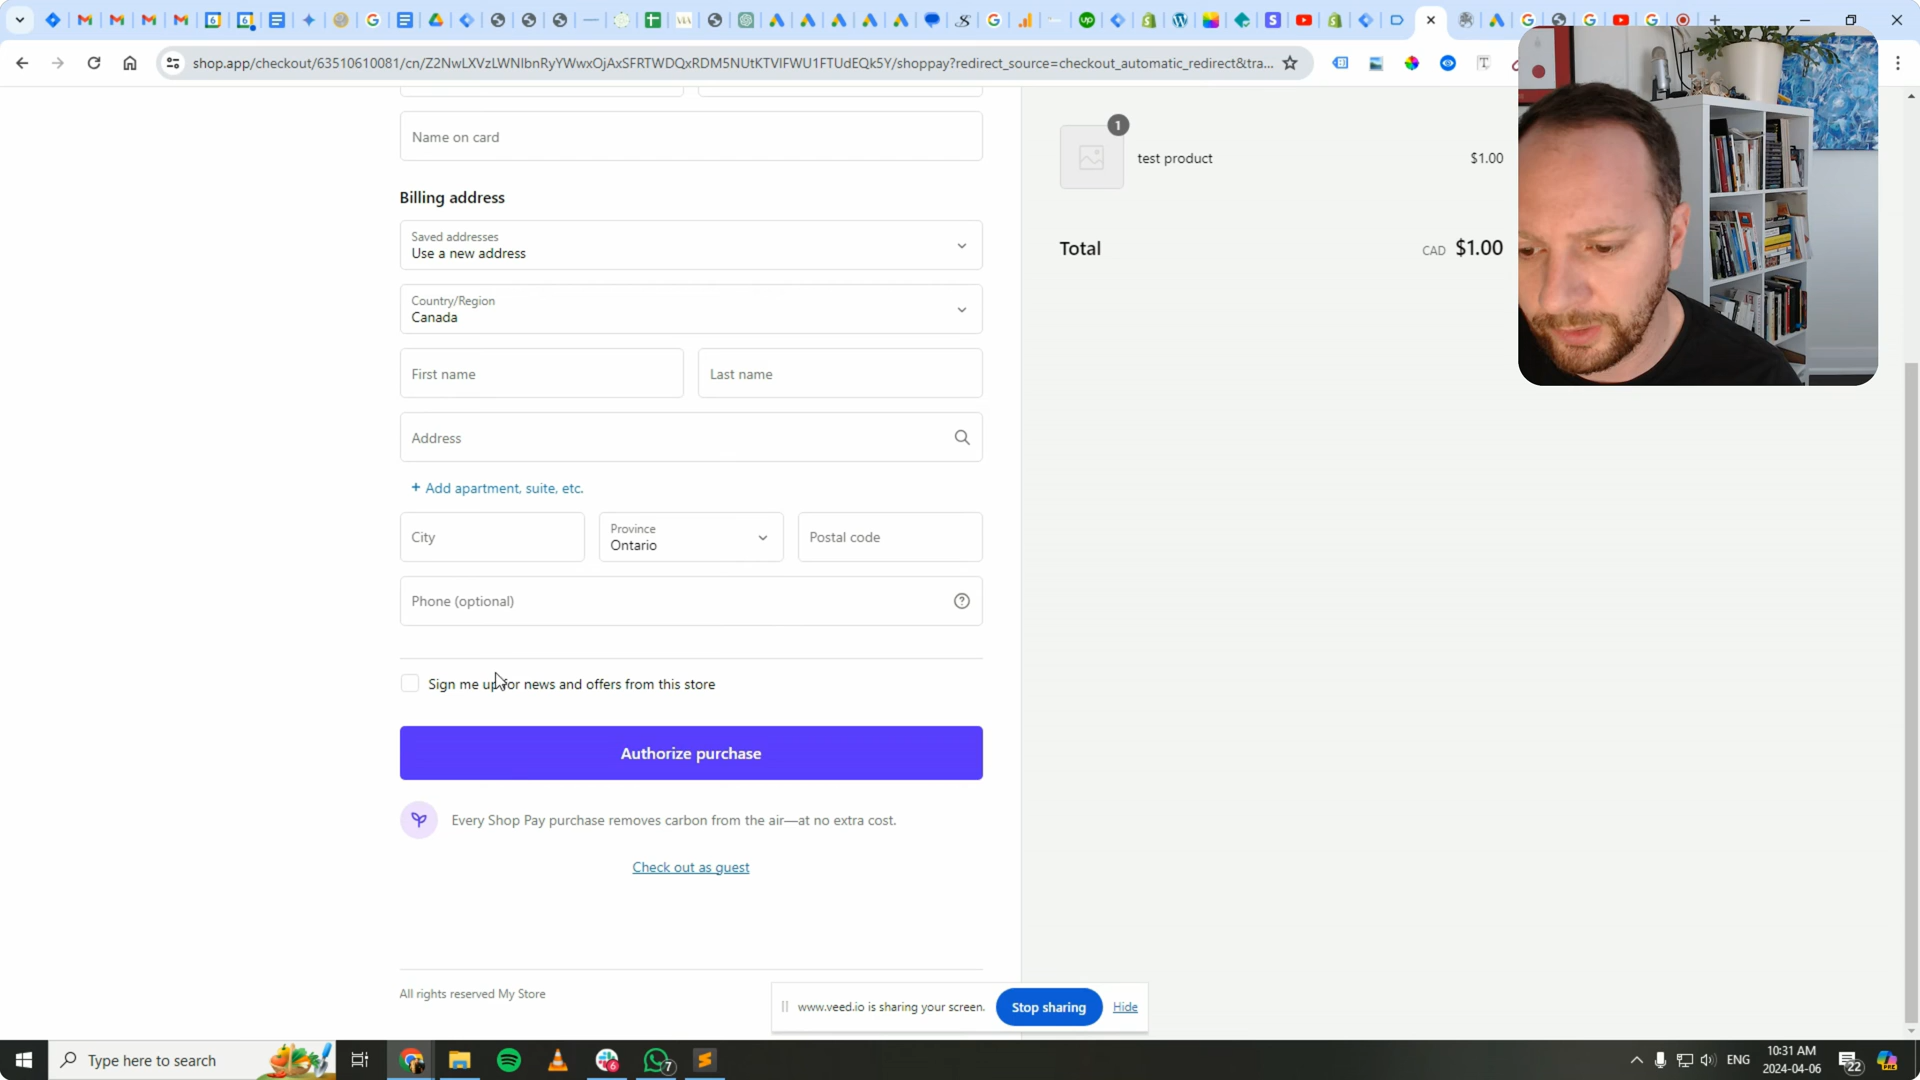 shop.app/checkout/63510610081/cn/Z2NwLXVzLWNlbnRyYWwxOjAxSFRTWDQxRDM5NUtKTVlFWU1FTUdEQk5Y/shoppay?redirect_source=checkout_automatic_redirect&tra...
Name on card
1
test product
$1.00
Billing address
Saved addresses
Use a new address
Total
CAD $1.00
Country/Region
Canada
First name
Last name
Address
+ Add apartment, suite, etc.
City
Province
Ontario
Postal code
Phone (optional)
Sign me up for news and offers from this store
Authorize purchase
Every Shop Pay purchase removes carbon from the air—at no extra cost.
Check out as guest
All rights reserved My Store
www.veed.io is sharing your screen.
Stop sharing
Hide
Type here to search
6
7
ENG
10:31 AM
2024-04-06
22